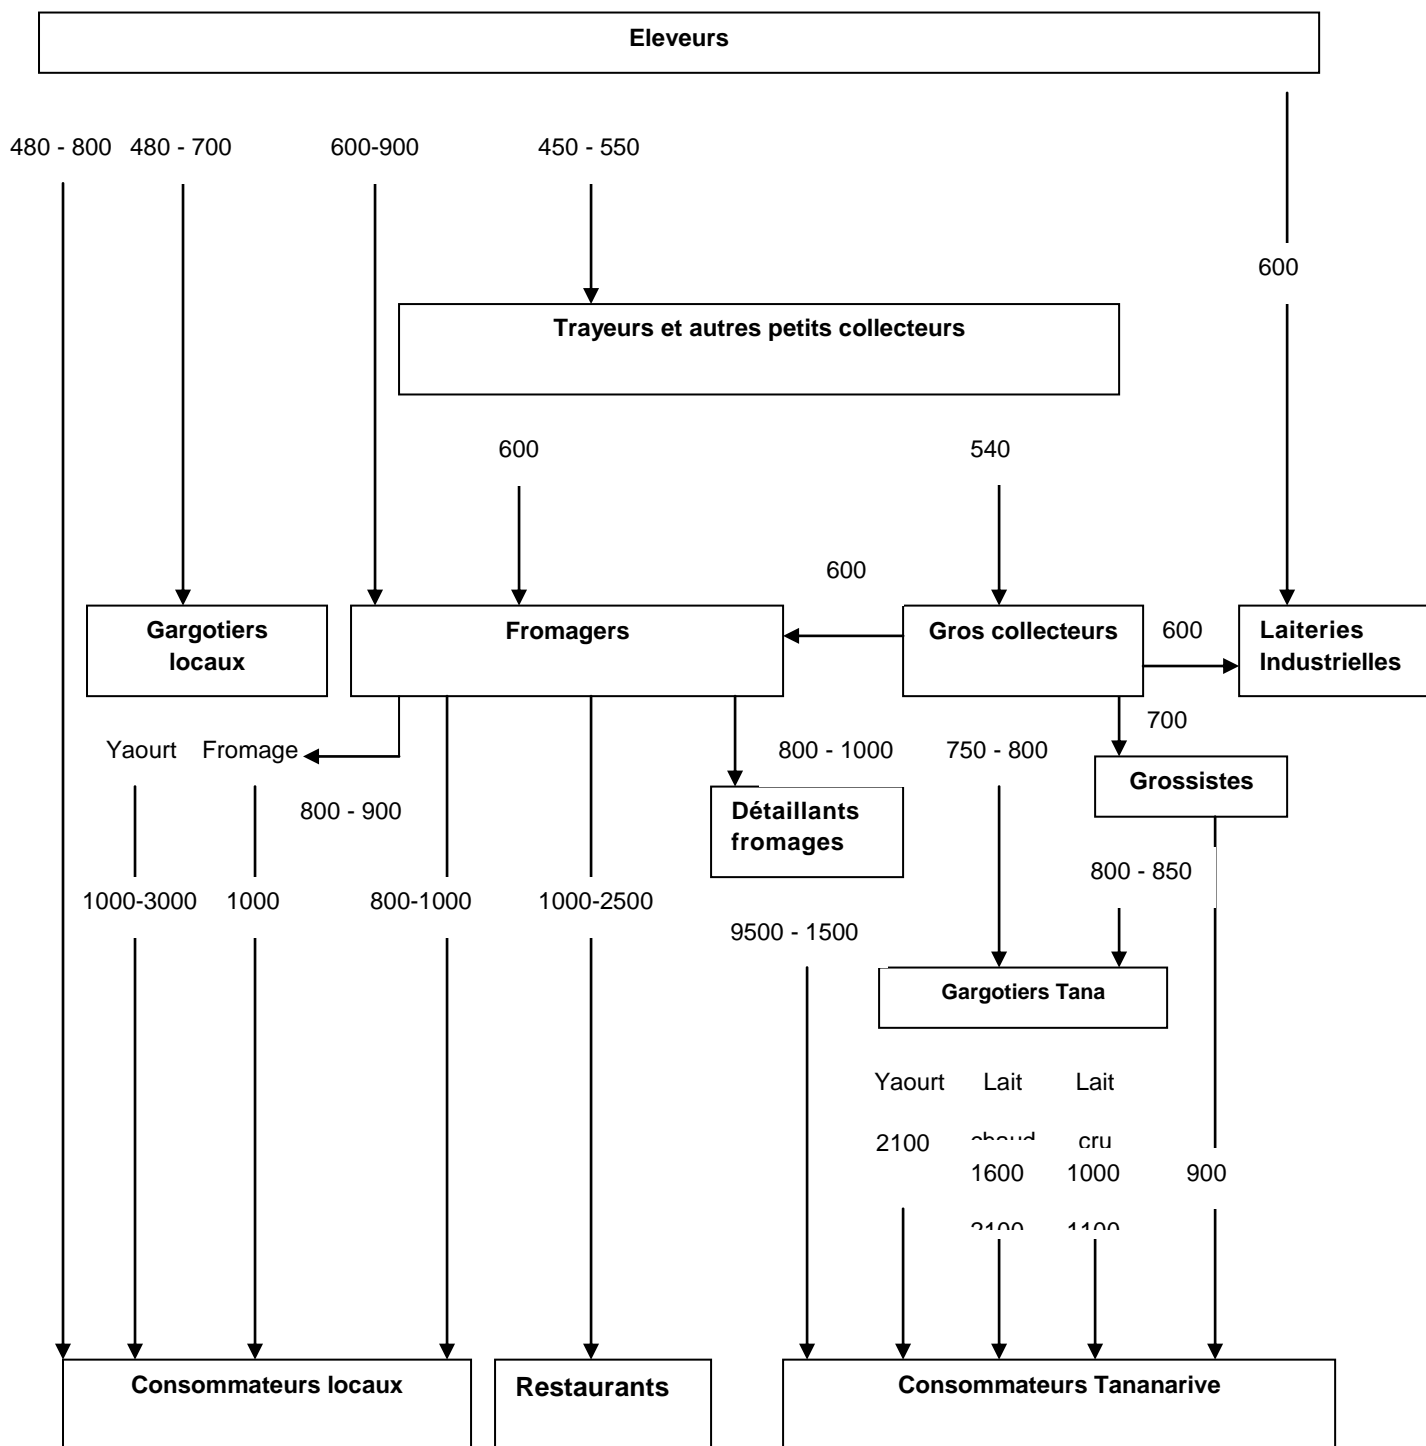 Eleveurs
480 - 800 480 - 700 600-900 450 - 550
600
Trayeurs et autres petits collecteurs
600 540
600
Gargotiers
locaux
Fromagers
Gros collecteurs
600
Laiteries
Industrielles
700
Yaourt Fromage
800 - 1000 750 - 800
Grossistes
800 - 900
Détaillants
fromages
800 - 850
1000-3000 1000 800-1000 1000-2500
9500 - 1500
Gargotiers Tana
Yaourt Lait Lait
2100 chaud cru
1600 1000 900
2100 1100
Consommateurs locaux
Restaurants
Consommateurs Tananarive